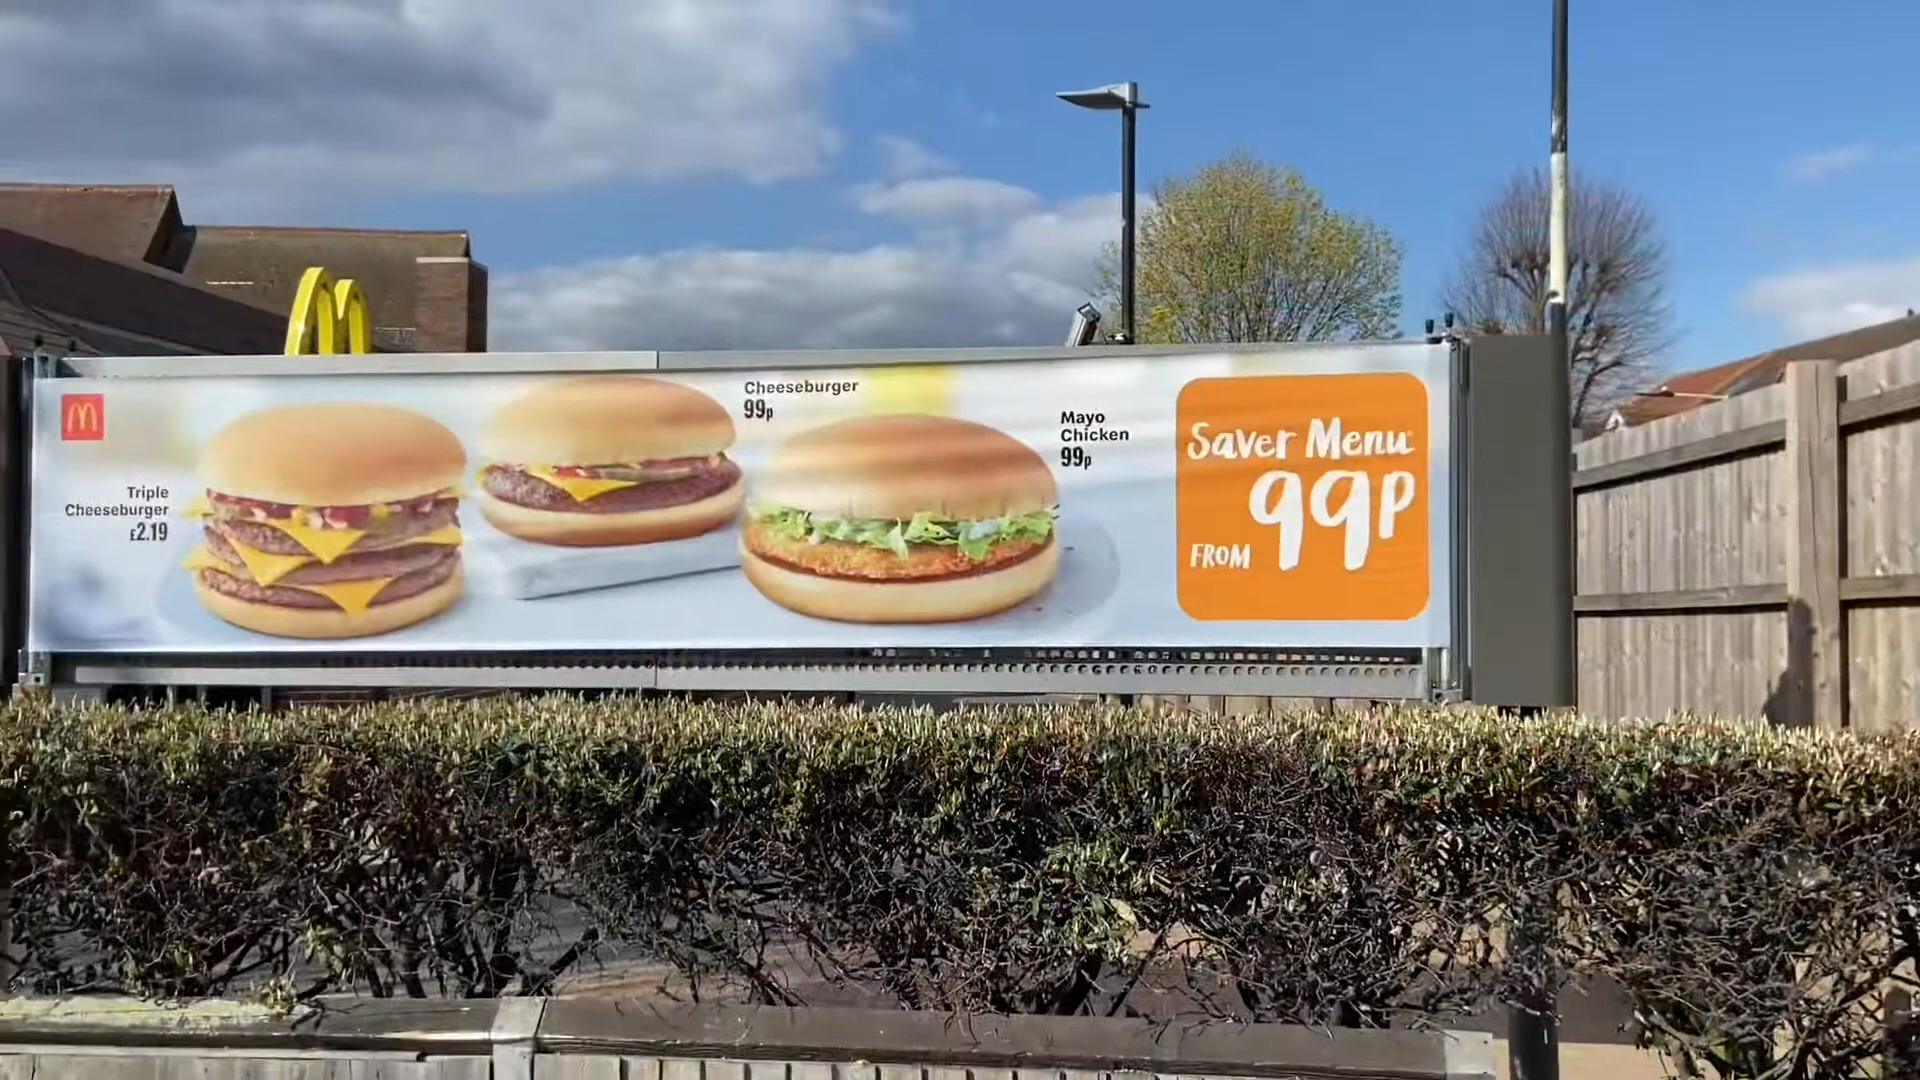 Triple
Cheeseburger
£2.19
Cheeseburger
99p
Mayo
Chicken
99p
Saver Menu
FROM 99p